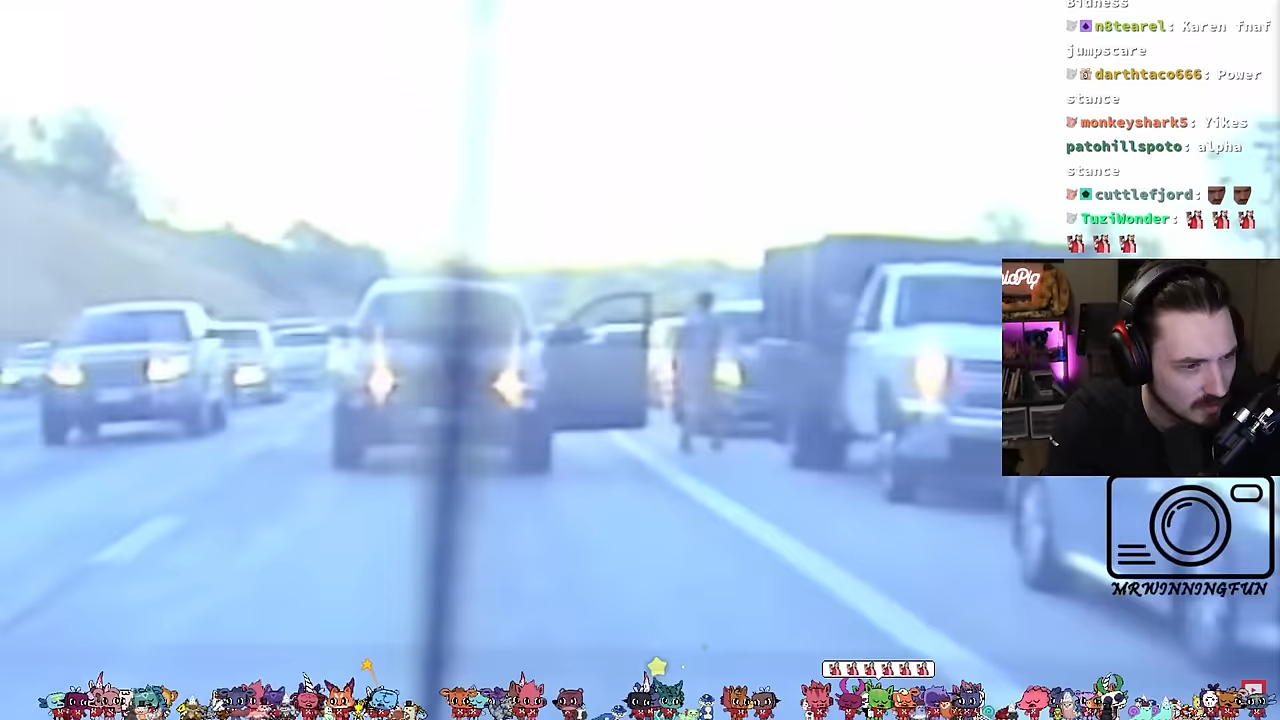 Bidness
n8tearel: Karen fnaf
jumpscare
darthtaco666: Power
stance
monkeyshark5: Yikes
patohillspoto: alpha
stance
cuttlefjord:
TuziWonder:
MRWINNINGFUN